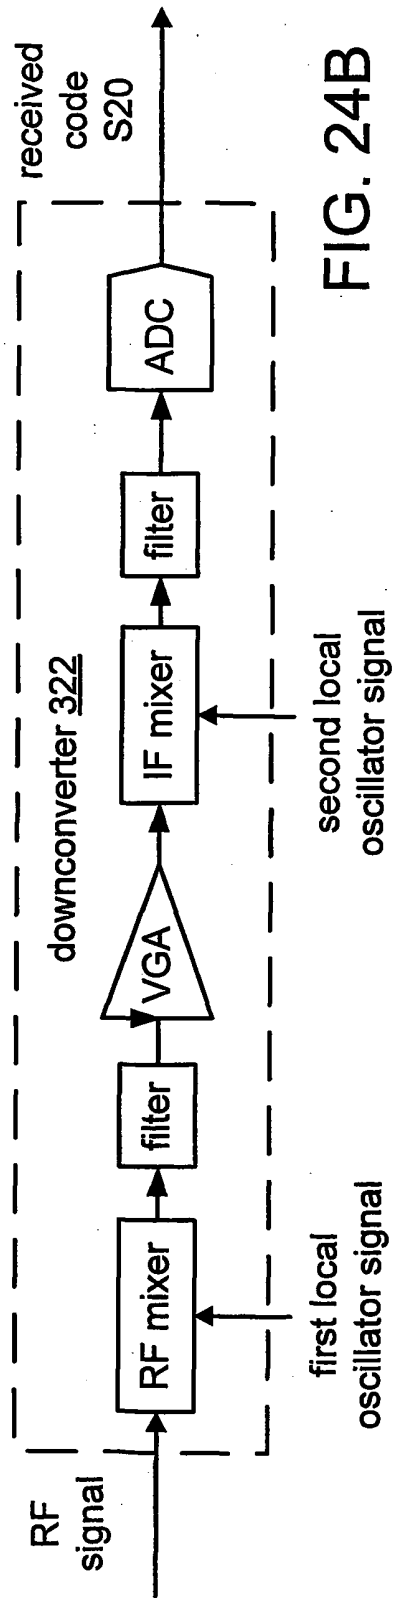 RF
signal
downconverter 322
RF mixer
filter
VGA
IF mixer
filter
ADC
received
code
S20
first local
oscillator signal
second local
oscillator signal
FIG. 24B